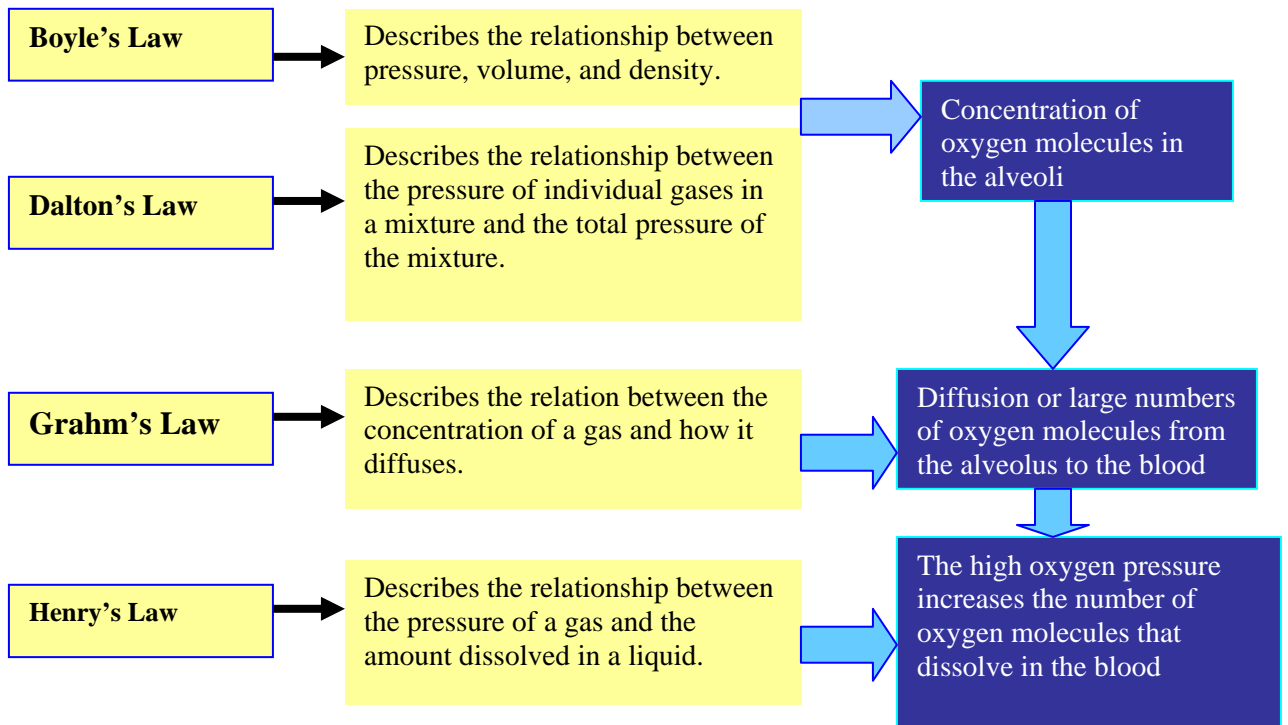 Boyle’s Law
Describes the relationship between
pressure, volume, and density.
Concentration of
oxygen molecules in
the alveoli
Dalton’s Law
Describes the relationship between
the pressure of individual gases in
a mixture and the total pressure of
the mixture.
Grahm’s Law
Describes the relation between the
concentration of a gas and how it
diffuses.
Diffusion or large numbers
of oxygen molecules from
the alveolus to the blood
Henry’s Law
Describes the relationship between
the pressure of a gas and the
amount dissolved in a liquid.
The high oxygen pressure
increases the number of
oxygen molecules that
dissolve in the blood